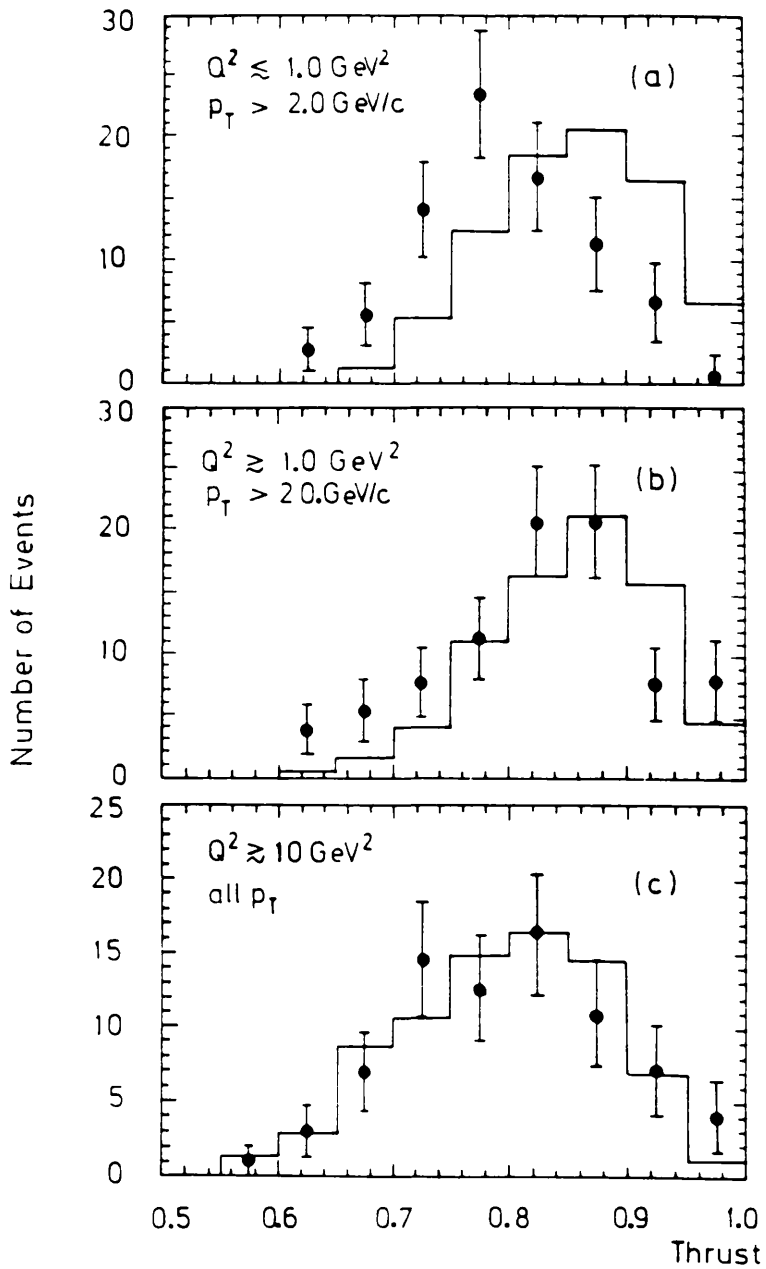 30
Q² ≲ 1.0 GeV²
(a)
p_T > 2.0 GeV/c
20
10
0
30
Q² ≳ 1.0 GeV²
(b)
p_T > 20.GeV/c
20
10
0
Number of Events
25
Q² ≳ 10 GeV²
(c)
20
all p_T
15
10
5
0
0.5 0.6 0.7 0.8 0.9 1.0
Thrust